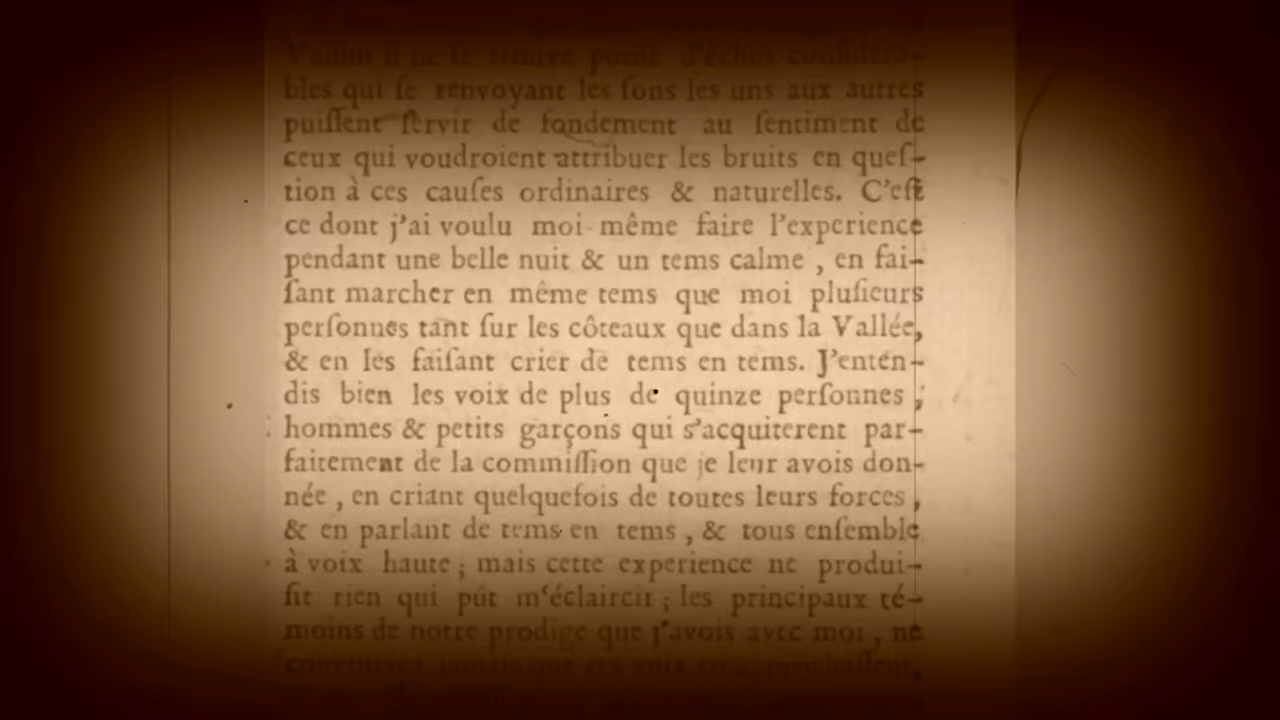 Vallon il ne se trouve point d'échos considéra-
bles qui ſe renvoyant les ſons les uns aux autres
puiſſent ſervir de fondement au ſentiment de
ceux qui voudroient attribuer les bruits en queſ-
tion à ces cauſes ordinaires & naturelles. C'eſt
ce dont j'ai voulu moi-même faire l'experience
pendant une belle nuit & un tems calme, en fai-
ſant marcher en même tems que moi pluſieurs
perſonnes tant ſur les côteaux que dans la Vallée,
& en les faiſant crier de tems en tems. J'enten-
dis bien les voix de plus de quinze perſonnes,
hommes & petits garçons qui s'acquiterent par-
faitement de la commiſſion que je leur avois don-
née, en criant quelquefois de toutes leurs forces,
& en parlant de tems en tems, & tous enſemble
à voix haute; mais cette experience ne produi-
ſit rien qui pût m'éclaircir; les principaux té-
moins de notre prodige que j'avois avec moi, ne